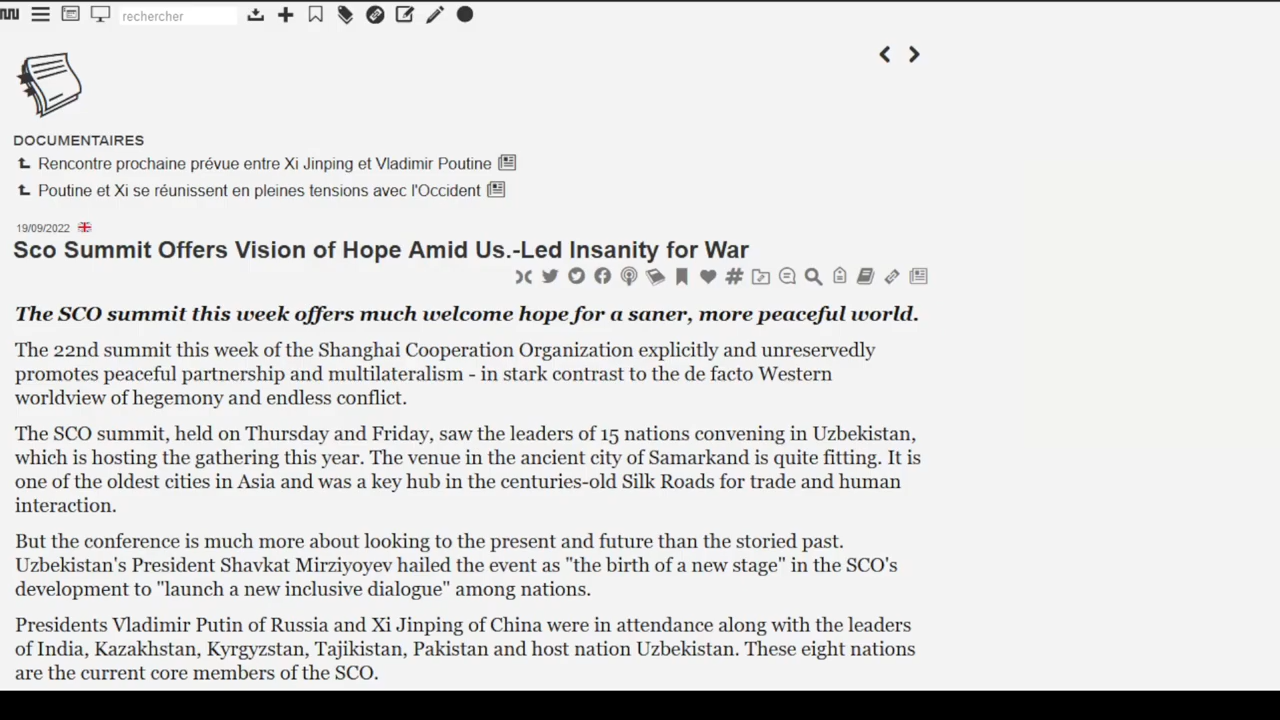 rechercher
DOCUMENTAIRES
Rencontre prochaine prévue entre Xi Jinping et Vladimir Poutine
Poutine et Xi se réunissent en pleines tensions avec l'Occident
19/09/2022
Sco Summit Offers Vision of Hope Amid Us.-Led Insanity for War
The SCO summit this week offers much welcome hope for a saner, more peaceful world.
The 22nd summit this week of the Shanghai Cooperation Organization explicitly and unreservedly
promotes peaceful partnership and multilateralism - in stark contrast to the de facto Western
worldview of hegemony and endless conflict.
The SCO summit, held on Thursday and Friday, saw the leaders of 15 nations convening in Uzbekistan,
which is hosting the gathering this year. The venue in the ancient city of Samarkand is quite fitting. It is
one of the oldest cities in Asia and was a key hub in the centuries-old Silk Roads for trade and human
interaction.
But the conference is much more about looking to the present and future than the storied past.
Uzbekistan's President Shavkat Mirziyoyev hailed the event as "the birth of a new stage" in the SCO's
development to "launch a new inclusive dialogue" among nations.
Presidents Vladimir Putin of Russia and Xi Jinping of China were in attendance along with the leaders
of India, Kazakhstan, Kyrgyzstan, Tajikistan, Pakistan and host nation Uzbekistan. These eight nations
are the current core members of the SCO.